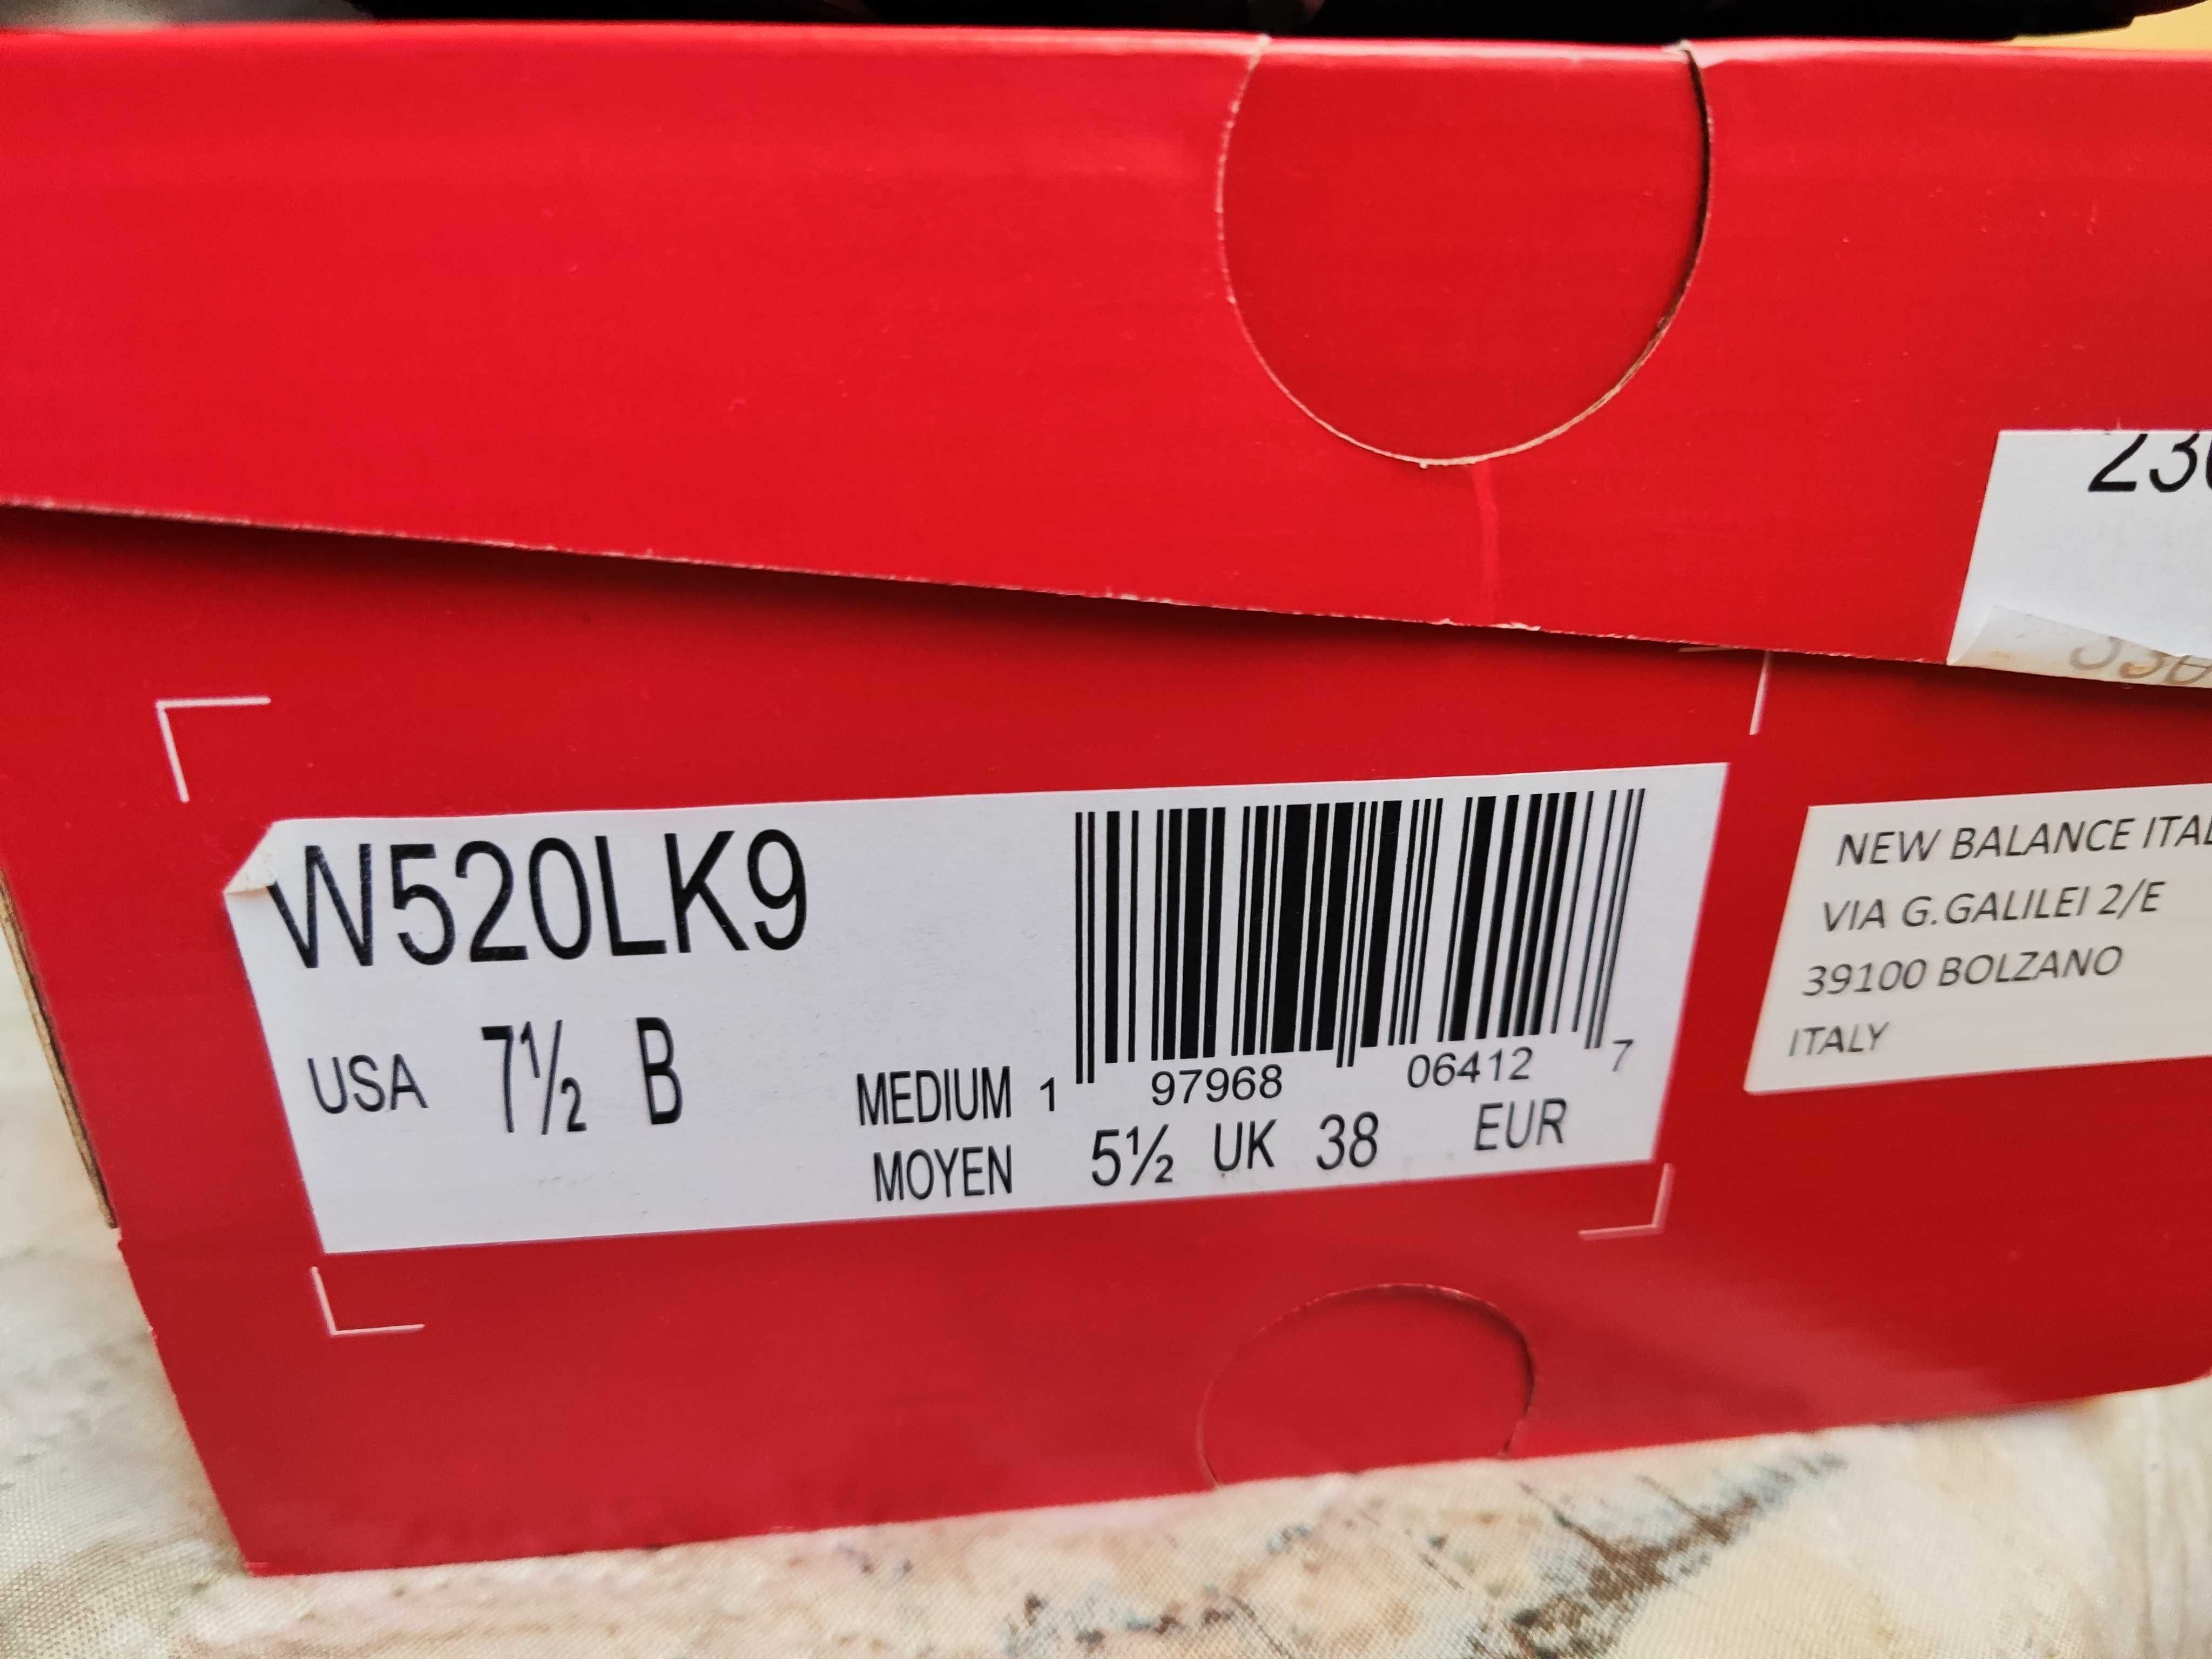 W520LK9
USA 7½ B
MEDIUM
MOYEN
1 97968 06412 7
5½ UK 38 EUR
NEW BALANCE
VIA G.GALILEI 2/E
39100 BOLZANO
ITALY